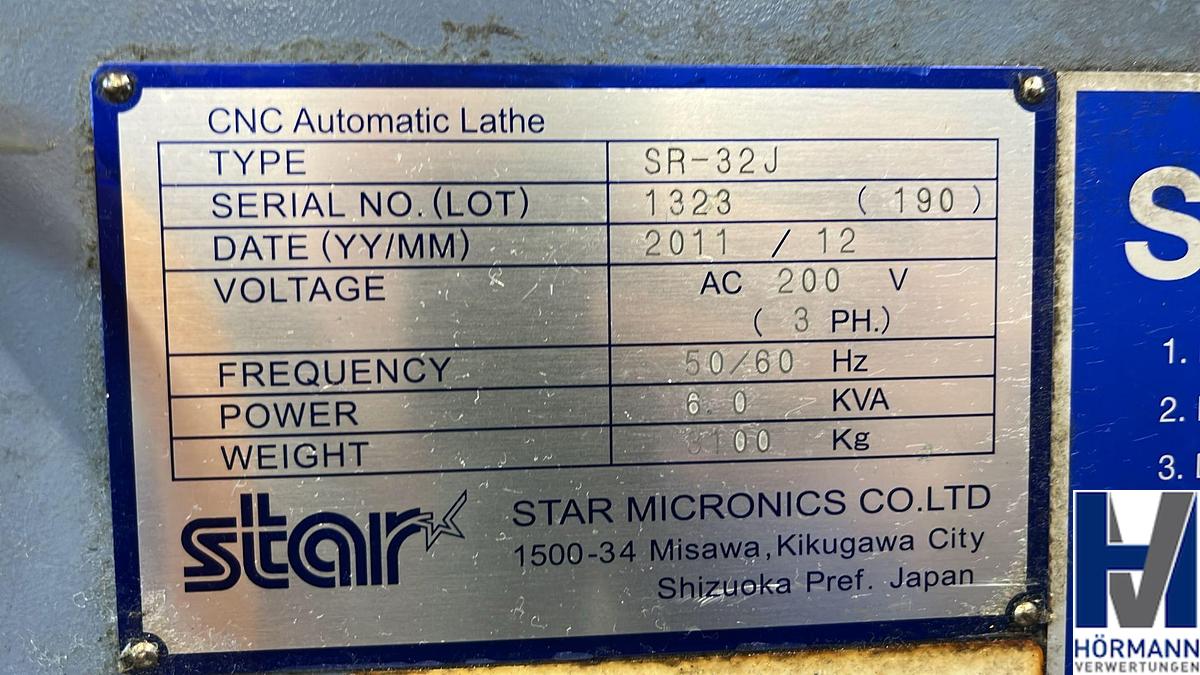 CNC Automatic Lathe
TYPE SR-32J
SERIAL NO.(LOT) 1323 (190)
DATE (YY/MM) 2011 / 12
VOLTAGE AC 200 V
(3 PH.)
FREQUENCY 50/60 Hz
POWER 6.0 KVA
WEIGHT Kg
star
STAR MICRONICS CO.LTD
1500-34 Misawa,Kikugawa City
Shizuoka Pref. Japan
S
1.
2.
3.
HÖRMANN
VERWERTUNGEN